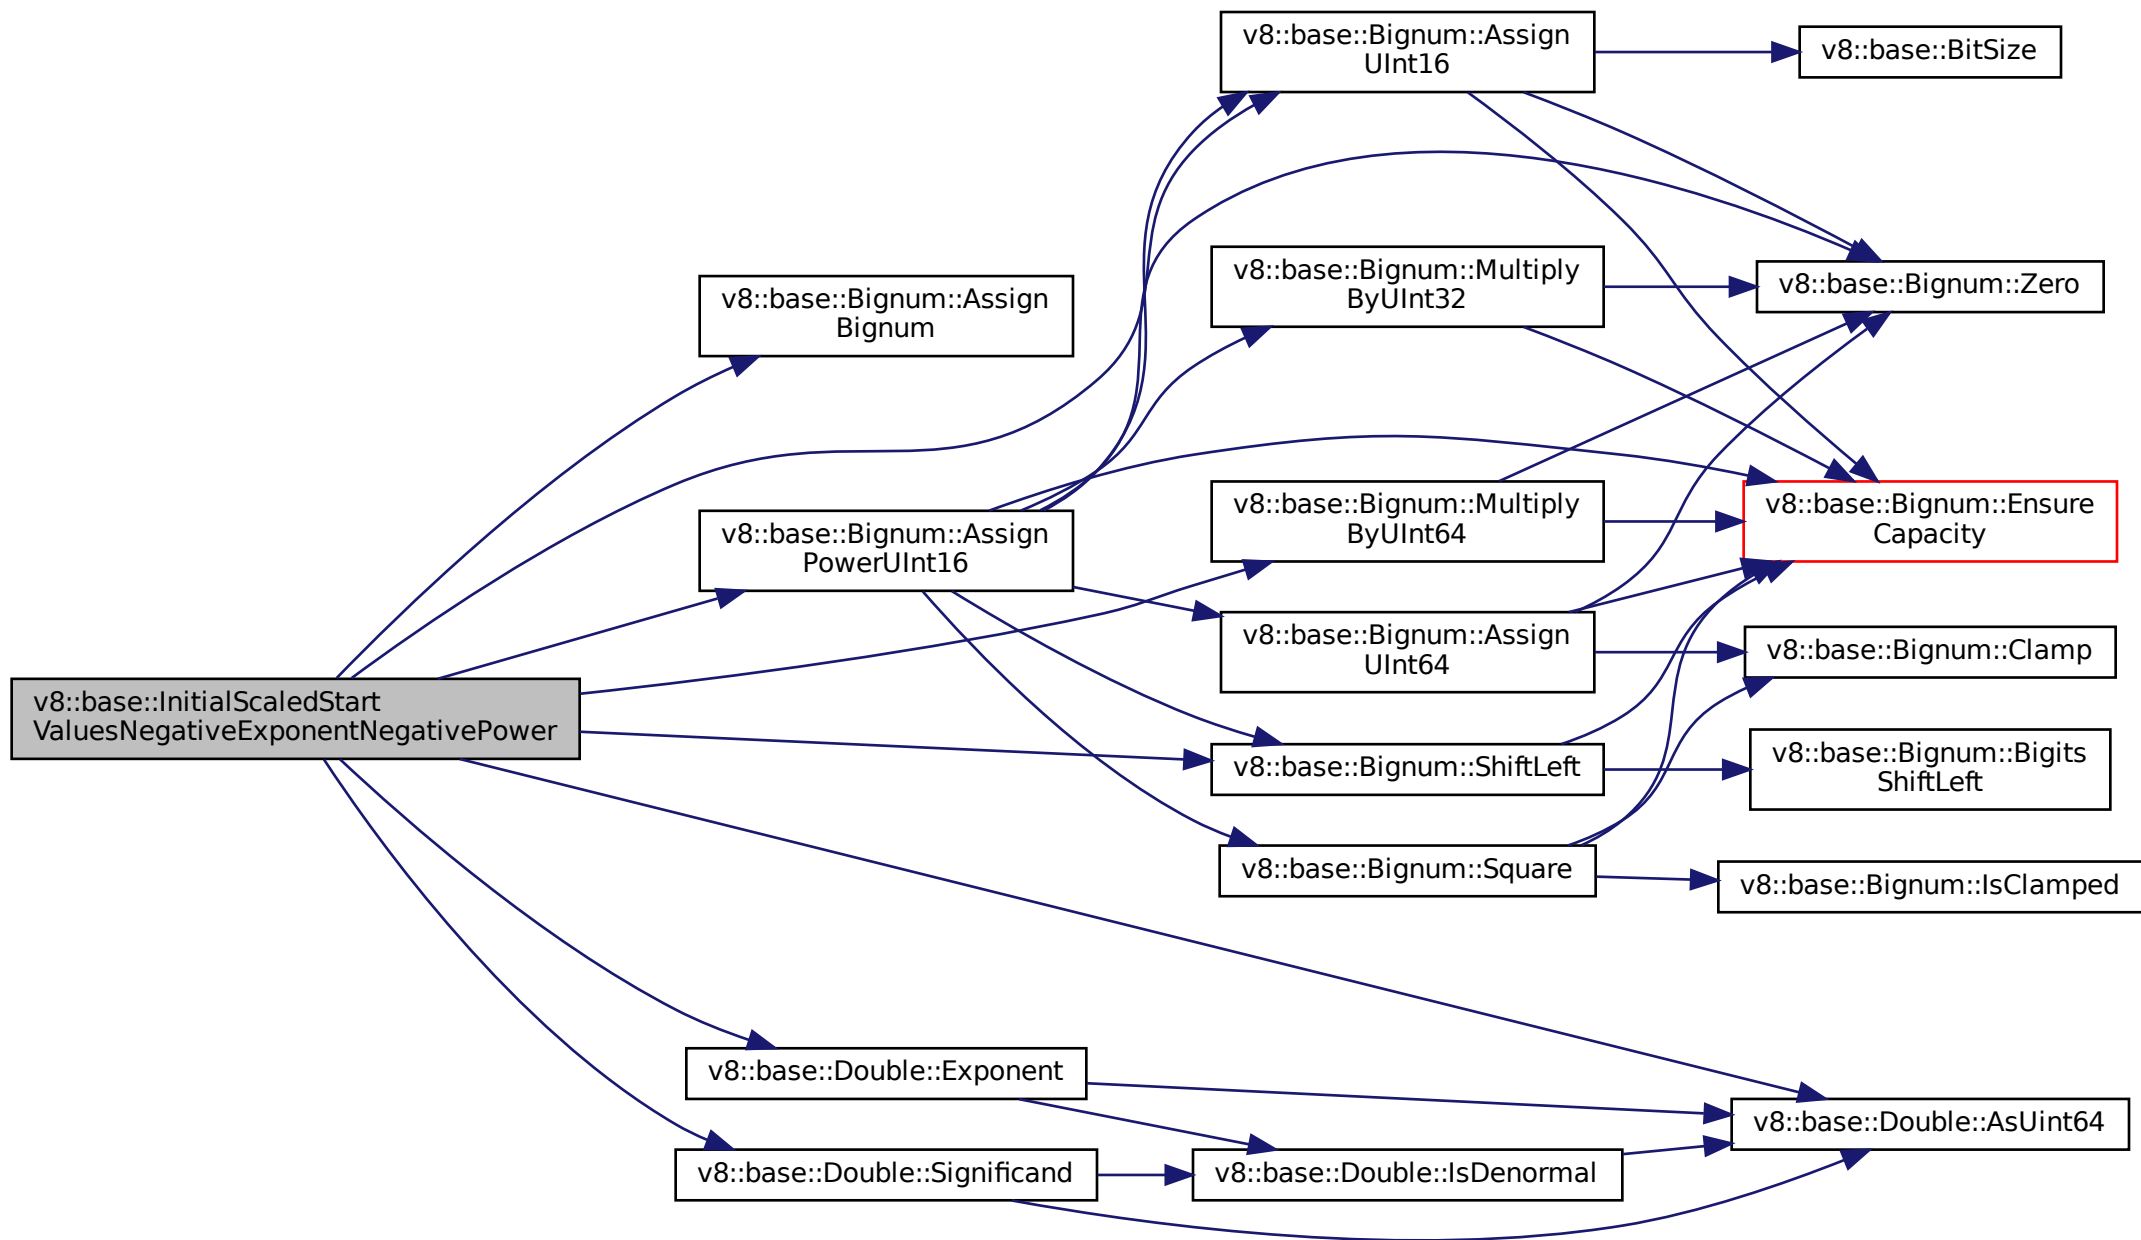 v8::base::InitialScaledStart
ValuesNegativeExponentNegativePower
v8::base::Bignum::Assign
Bignum
v8::base::Bignum::Assign
PowerUInt16
v8::base::Double::Exponent
v8::base::Double::Significand
v8::base::Bignum::Assign
UInt16
v8::base::Bignum::Multiply
ByUInt32
v8::base::Bignum::Multiply
ByUInt64
v8::base::Bignum::Assign
UInt64
v8::base::Bignum::ShiftLeft
v8::base::Bignum::Square
v8::base::Double::IsDenormal
v8::base::BitSize
v8::base::Bignum::Zero
v8::base::Bignum::Ensure
Capacity
v8::base::Bignum::Clamp
v8::base::Bignum::Bigits
ShiftLeft
v8::base::Bignum::IsClamped
v8::base::Double::AsUint64